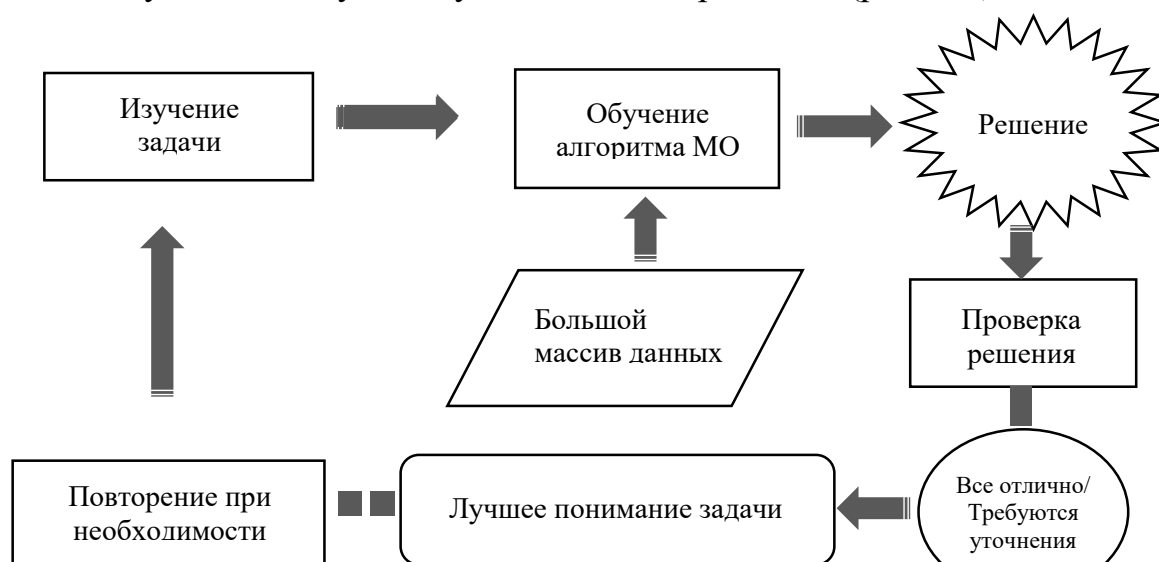 Изучение
задачи
Обучение
алгоритма МО
Решение
Большой
массив данных
Проверка
решения
Все отлично/
Требуются
уточнения
Лучшее понимание задачи
Повторение при
необходимости